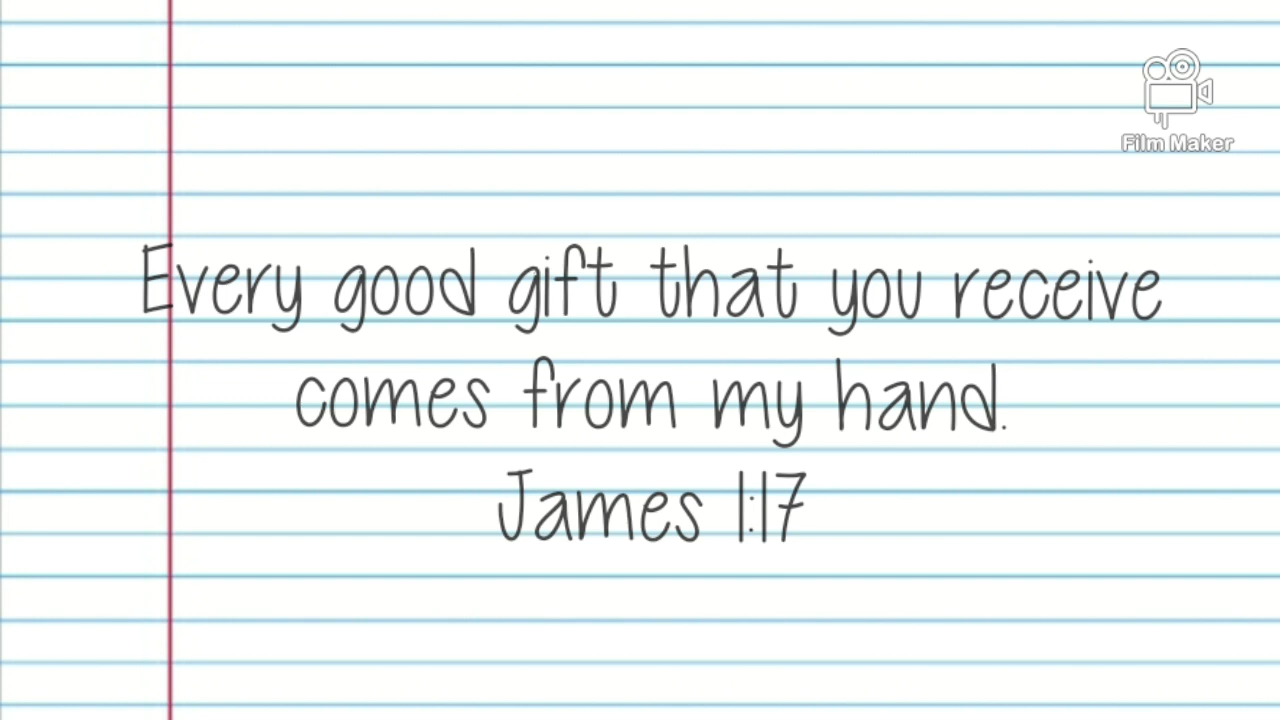 Film Maker
Every good gift that you receive
comes from my hand.
James 1:17